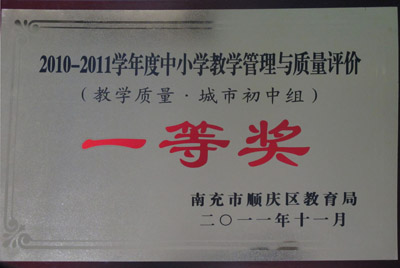 2010-2011学年度中小学教学管理与质量评价
(教学质量·城市初中组)
一等奖
南充市顺庆区教育局
二〇一一年十一月